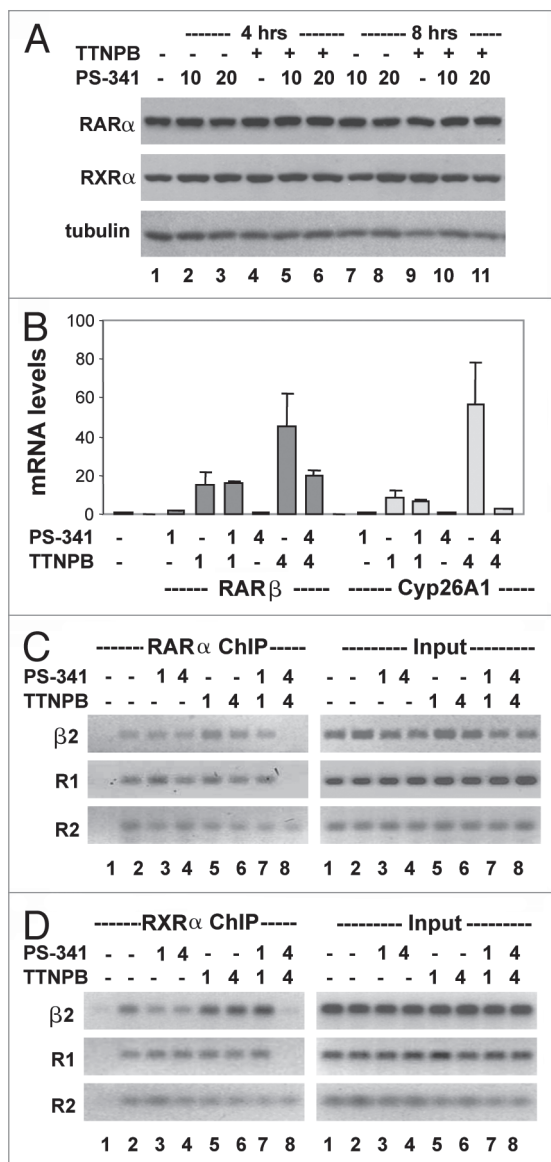 A
------- 4 hrs ------- ------- 8 hrs -----
TTNPB - - - + + + - - + + +
PS-341 - 10 20 - 10 20 10 20 - 10 20
RARα
RXRα
tubulin
1 2 3 4 5 6 7 8 9 10 11
B
mRNA levels
100
80
60
40
20
0
PS-341 - 1 - 1 4 - 4 1 - 1 4 - 4
TTNPB - - 1 1 - 4 4 - 1 1 - 4 4
------ RARβ ----- ------ Cyp26A1 -----
C
-------RARα ChIP----- --------- Input ---------
PS-341 - - 1 4 - - 1 4 - - 1 4 - - 1 4
TTNPB - - - - 1 4 1 4 - - - - 1 4 1 4
β2
R1
R2
1 2 3 4 5 6 7 8 1 2 3 4 5 6 7 8
D
-------RXRα ChIP----- ---------- Input ----------
PS-341 - - 1 4 - - 1 4 - - 1 4 - - 1 4
TTNPB - - - - 1 4 1 4 - - - - 1 4 1 4
β2
R1
R2
1 2 3 4 5 6 7 8 1 2 3 4 5 6 7 8